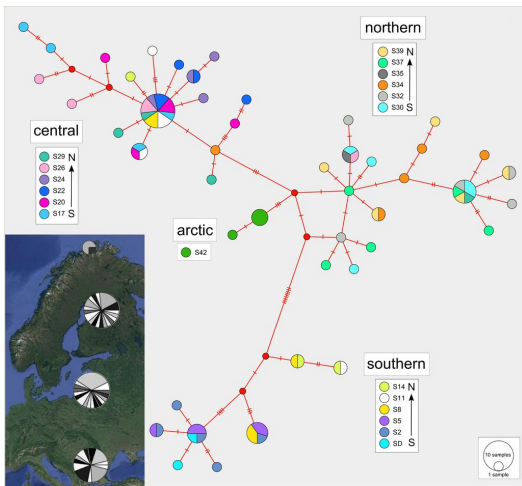 northern
S39 N
S37
S35
S34
S32
S30 S
central
S29 N
S26
S24
S22
S20
S17 S
arctic
S42
southern
S14 N
S11
S8
S5
S2
SD S
10 samples
1 sample